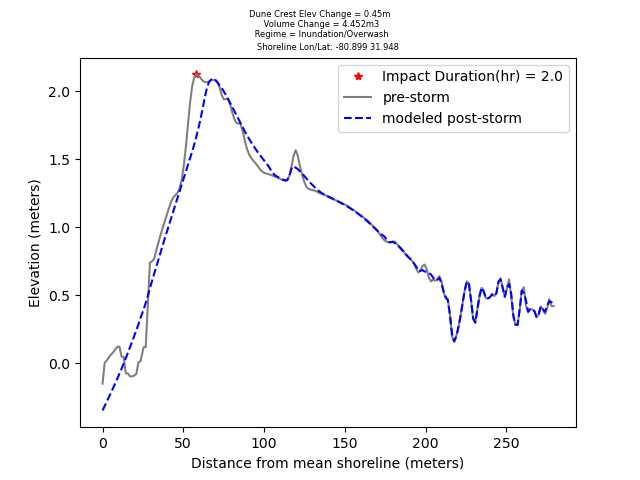 Dune Crest Elev Change = 0.45m
Volume Change = 4.452m3
Regime = Inundation/Overwash
Shoreline Lon/Lat: -80.899 31.948
Impact Duration(hr) = 2.0
pre-storm
modeled post-storm
2.0
1.5
1.0
0.5
0.0
Elevation (meters)
0 50 100 150 200 250
Distance from mean shoreline (meters)